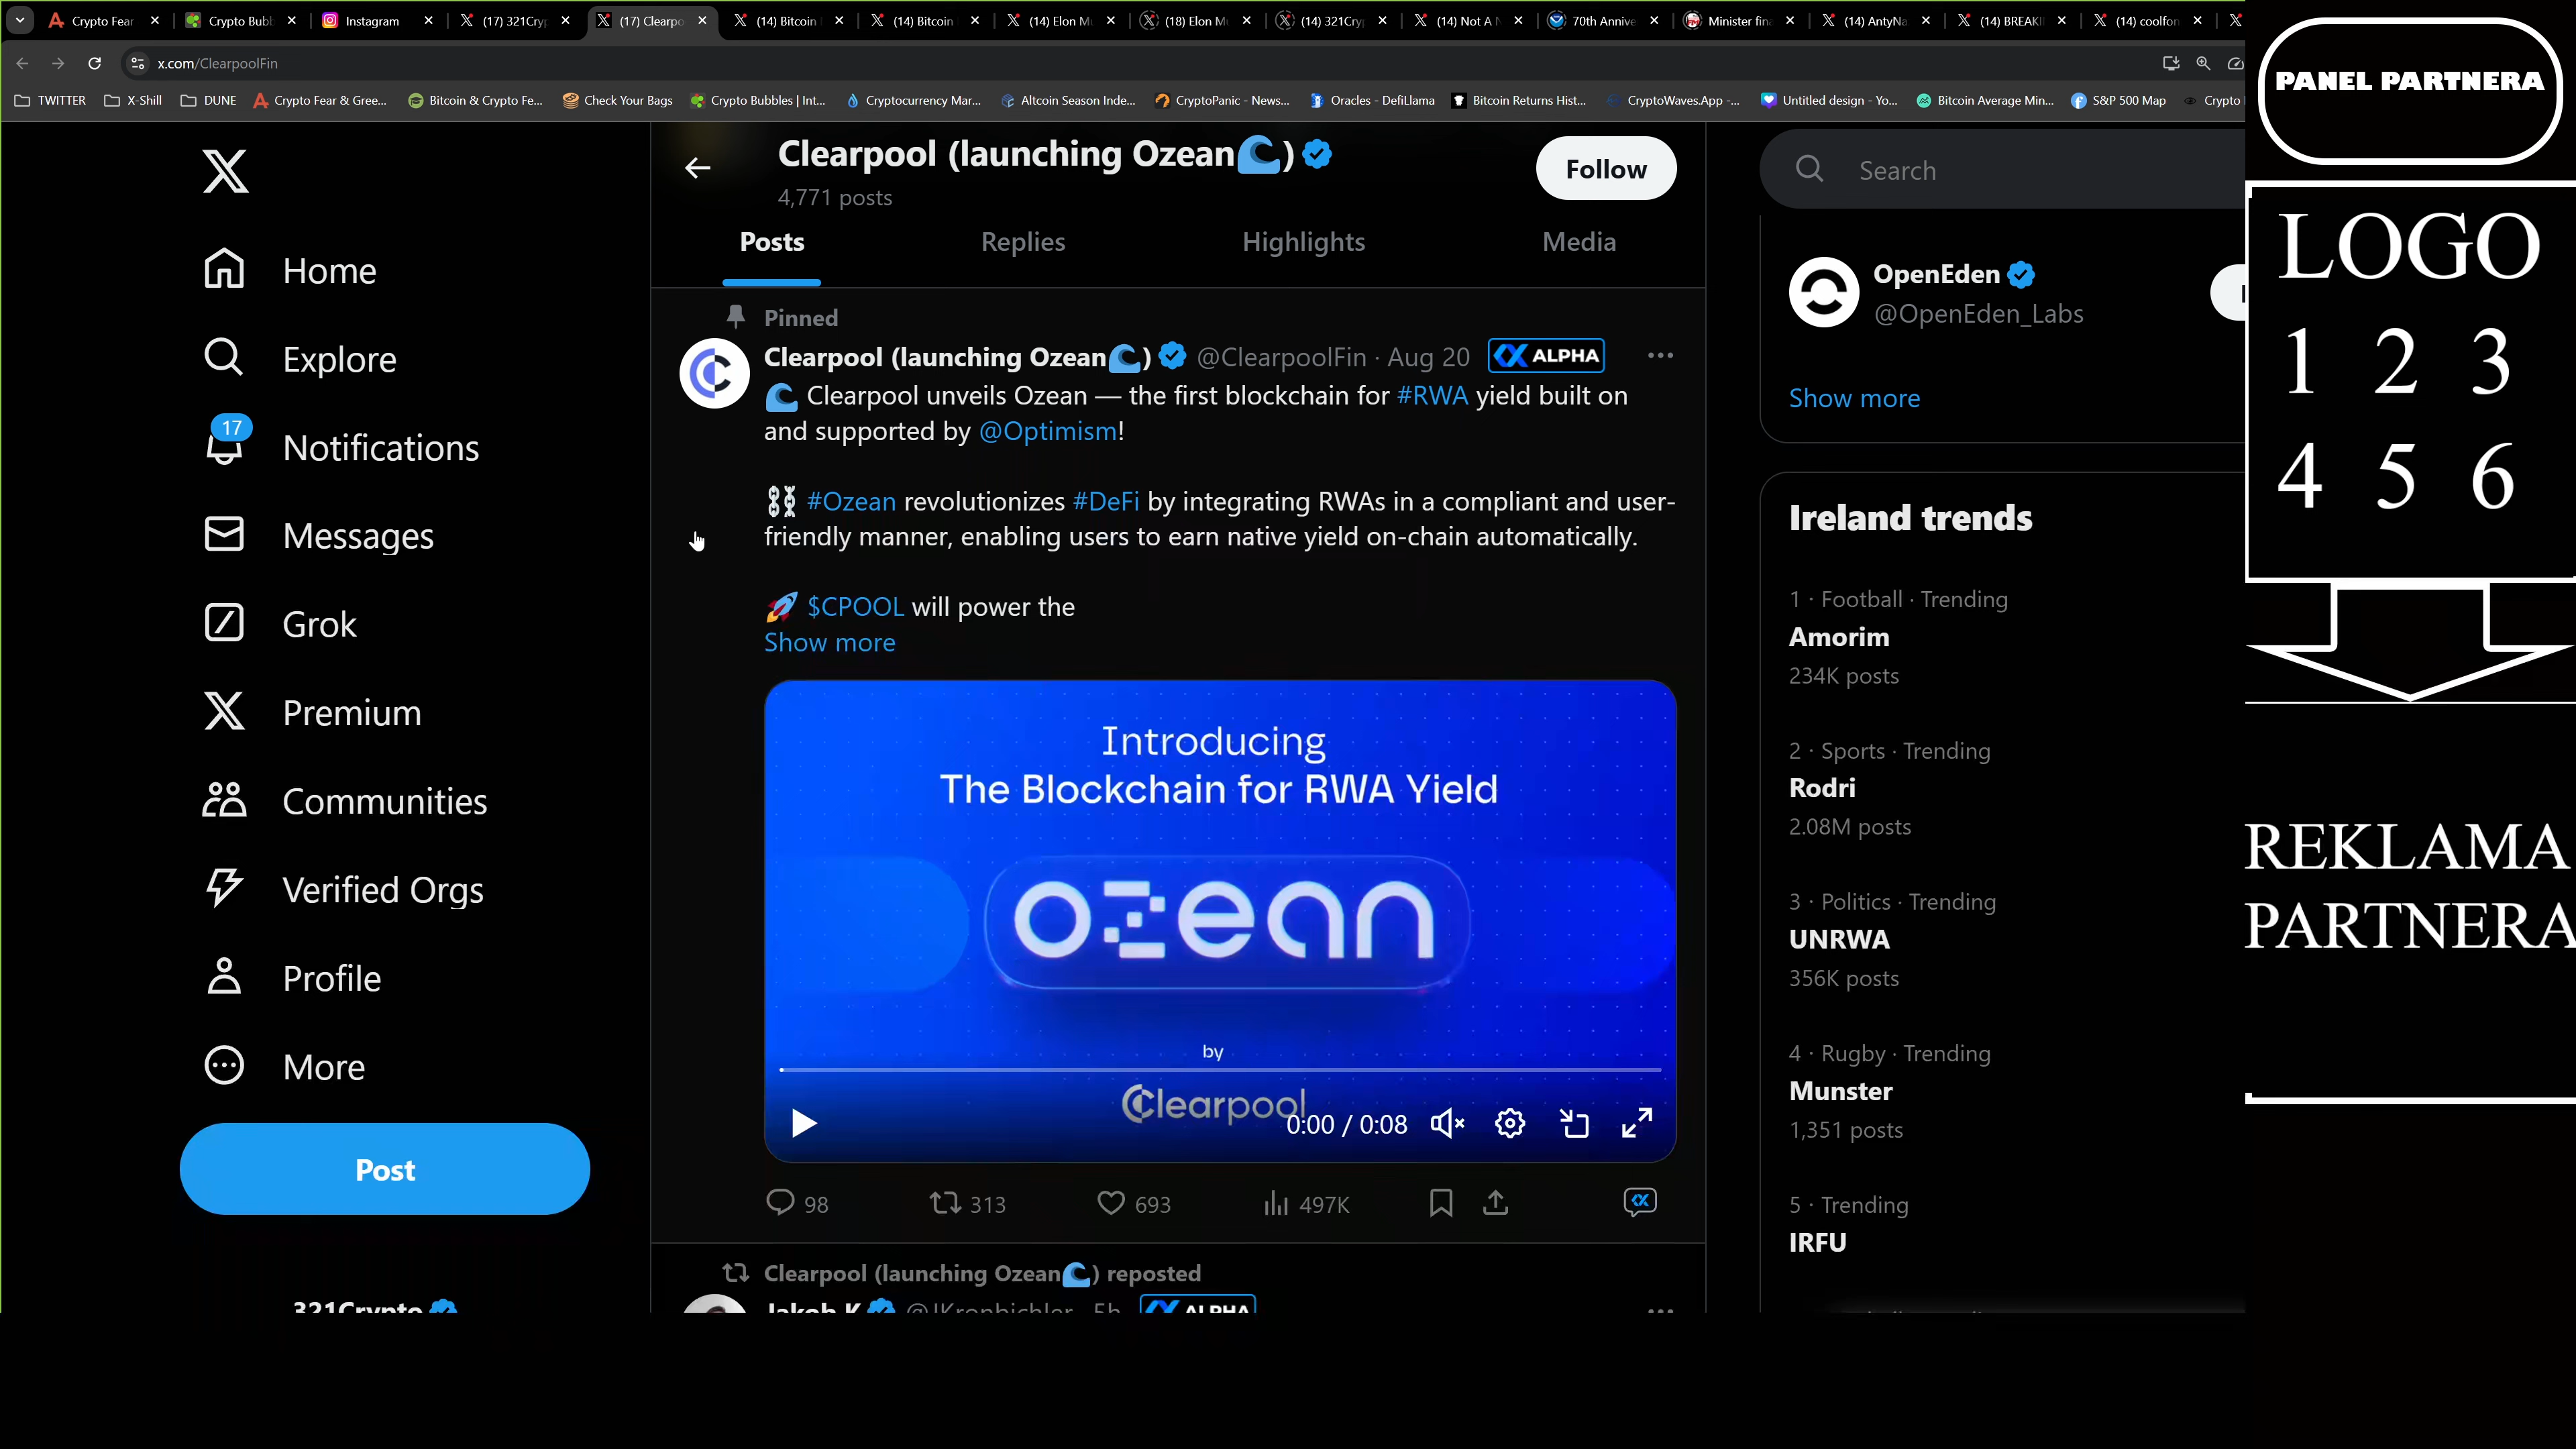 Crypto Fear
Crypto Bubb
Instagram
(17) 321Cryp
(17) Clearpo
(14) Bitcoin
(14) Bitcoin
(14) Elon Mu
(18) Elon Mu
(14) 321Cryp
(14) Not A N
70th Annive
Minister fina
(14) AntyNa
(14) BREAKI
(14) coolfon
x.com/ClearpoolFin
TWITTER
X-Shill
DUNE
Crypto Fear & Gree...
Bitcoin & Crypto Fe...
Check Your Bags
Crypto Bubbles | Int...
Cryptocurrency Mar...
Altcoin Season Inde...
CryptoPanic - News...
Oracles - DefiLlama
Bitcoin Returns Hist...
CryptoWaves.App -...
Untitled design - Yo...
Bitcoin Average Min...
S&P 500 Map
Crypto
Home
Explore
17
Notifications
Messages
Grok
Premium
Communities
Verified Orgs
Profile
More
Post
321Crypto
Clearpool (launching Ozean🌊)
4,771 posts
Follow
Posts
Replies
Highlights
Media
Pinned
Clearpool (launching Ozean🌊) @ClearpoolFin · Aug 20 ALPHA
🌊 Clearpool unveils Ozean — the first blockchain for #RWA yield built on
and supported by @Optimism!
⛓️ #Ozean revolutionizes #DeFi by integrating RWAs in a compliant and user-
friendly manner, enabling users to earn native yield on-chain automatically.
🚀 $CPOOL will power the
Show more
Introducing
The Blockchain for RWA Yield
ozean
by
Clearpool
0:00 / 0:08
98
313
693
497K
Clearpool (launching Ozean🌊) reposted
Jakob K @JKronbichler · 5h ALPHA
Search
OpenEden
@OpenEden_Labs
Show more
Ireland trends
1 · Football · Trending
Amorim
234K posts
2 · Sports · Trending
Rodri
2.08M posts
3 · Politics · Trending
UNRWA
356K posts
4 · Rugby · Trending
Munster
1,351 posts
5 · Trending
IRFU
PANEL PARTNERA
LOGO
1 2 3
4 5 6
REKLAMA
PARTNERA